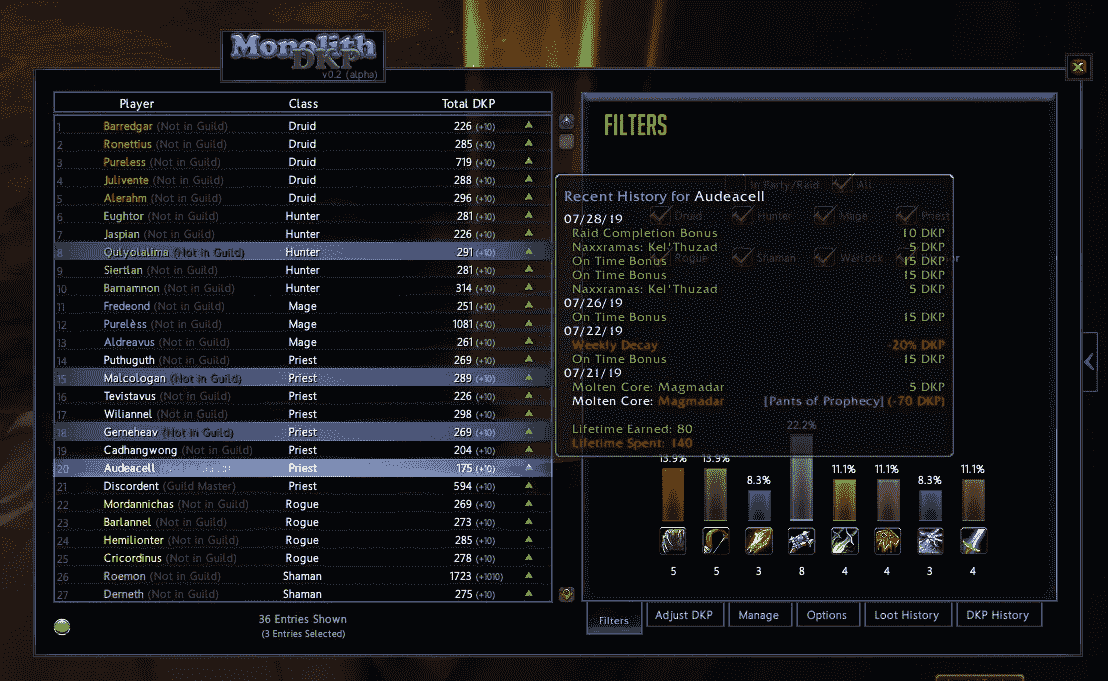 Monolith
DKP
v0.2 (alpha)
Player Class Total DKP
1 Barredgar (Not in Guild) Druid 226 (+10)
2 Ronettius (Not in Guild) Druid 285 (+10)
3 Pureless (Not in Guild) Druid 719 (+10)
4 Julivente (Not in Guild) Druid 288 (+10)
5 Alerahm (Not in Guild) Druid 296 (+10)
6 Eughtor (Not in Guild) Hunter 281 (+10)
7 Jaspian (Not in Guild) Hunter 226 (+10)
8 Qulyolalima (Not in Guild) Hunter 291 (+10)
9 Siertlan (Not in Guild) Hunter 281 (+10)
10 Barnamnon (Not in Guild) Hunter 314 (+10)
11 Fredeond (Not in Guild) Mage 251 (+10)
12 Purelèss (Not in Guild) Mage 1081 (+10)
13 Aldreavus (Not in Guild) Mage 261 (+10)
14 Puthuguth (Not in Guild) Priest 269 (+10)
15 Malcologan (Not in Guild) Priest 289 (+10)
16 Tevistavus (Not in Guild) Priest 226 (+10)
17 Wiliannel (Not in Guild) Priest 298 (+10)
18 Gerneheav (Not in Guild) Priest 269 (+10)
19 Cadhangwong (Not in Guild) Priest 204 (+10)
20 Audeacell Priest 175 (+10)
21 Discordent (Guild Master) Priest 594 (+10)
22 Mordannichas (Not in Guild) Rogue 269 (+10)
23 Barlannel (Not in Guild) Rogue 273 (+10)
24 Hemilionter (Not in Guild) Rogue 285 (+10)
25 Cricordinus (Not in Guild) Rogue 278 (+10)
26 Roemon (Not in Guild) Shaman 1723 (+1010)
27 Derneth (Not in Guild) Shaman 275 (+10)
36 Entries Shown
(3 Entries Selected)
FILTERS
In Party/Raid All
Druid Hunter Mage Priest
Rogue Shaman Warlock
Recent History for Audeacell
07/28/19
Raid Completion Bonus 10 DKP
Naxxramas: Kel'Thuzad 5 DKP
On Time Bonus 15 DKP
On Time Bonus 15 DKP
Naxxramas: Kel'Thuzad 5 DKP
07/26/19
On Time Bonus 15 DKP
07/22/19
Weekly Decay -20% DKP
On Time Bonus 15 DKP
07/21/19
Molten Core: Magmadar 5 DKP
Molten Core: Magmadar [Pants of Prophecy] (-70 DKP)
Lifetime Earned: 80
Lifetime Spent: 140
13.9% 13.9% 8.3% 22.2% 11.1% 11.1% 8.3% 11.1%
5 5 3 8 4 4 3 4
Filters Adjust DKP Manage Options Loot History DKP History